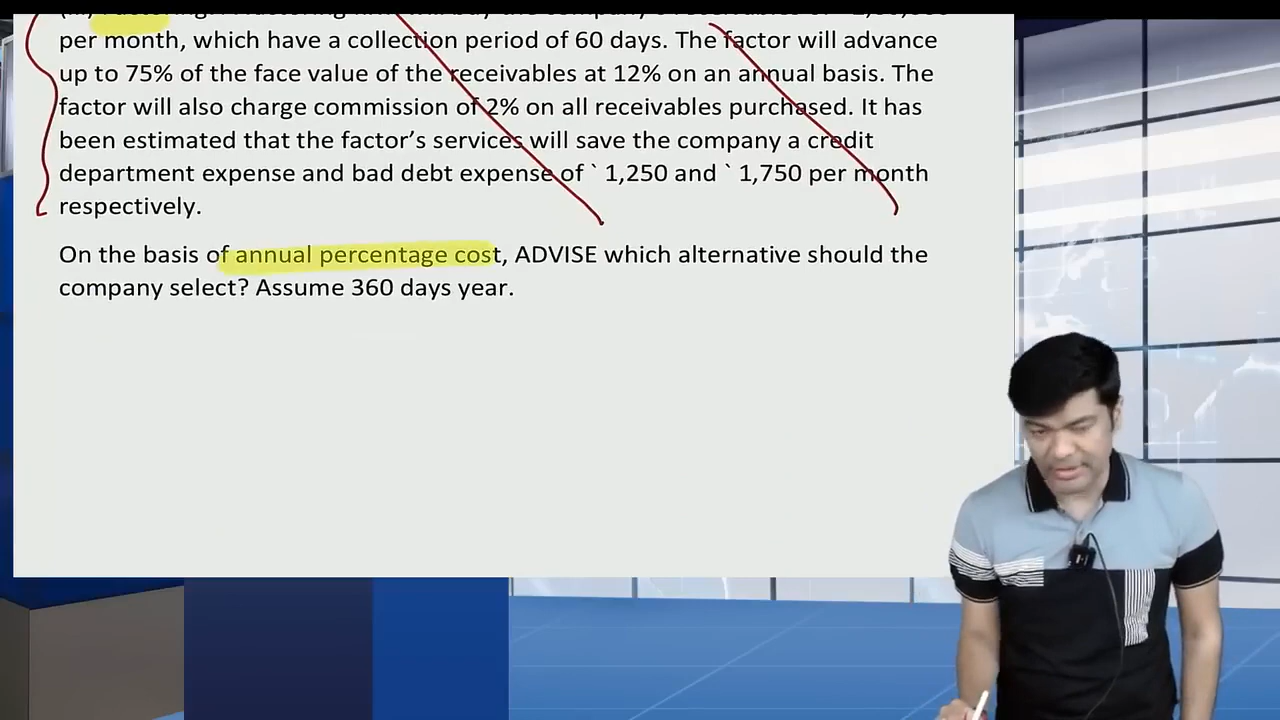 per month, which have a collection period of 60 days. The factor will advance
up to 75% of the face value of the receivables at 12% on an annual basis. The
factor will also charge commission of 2% on all receivables purchased. It has
been estimated that the factor’s services will save the company a credit
department expense and bad debt expense of ` 1,250 and ` 1,750 per month
respectively.
On the basis of annual percentage cost, ADVISE which alternative should the
company select? Assume 360 days year.